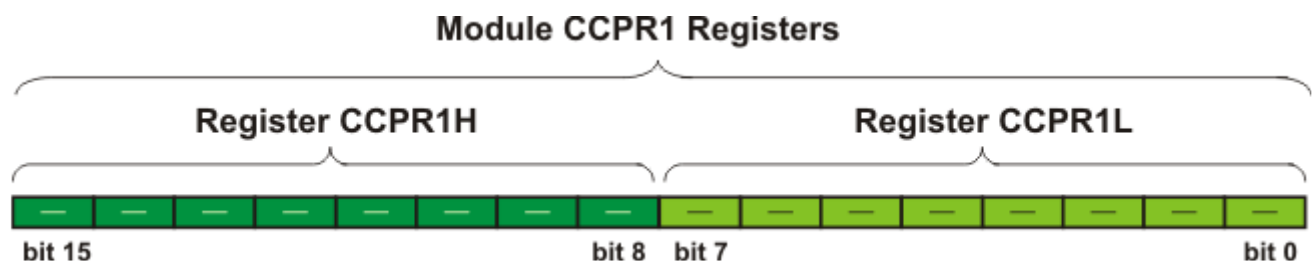 Module CCPR1 Registers
Register CCPR1H Register CCPR1L
— — — — — — — — — — — — — — — —
bit 15 bit 8 bit 7 bit 0